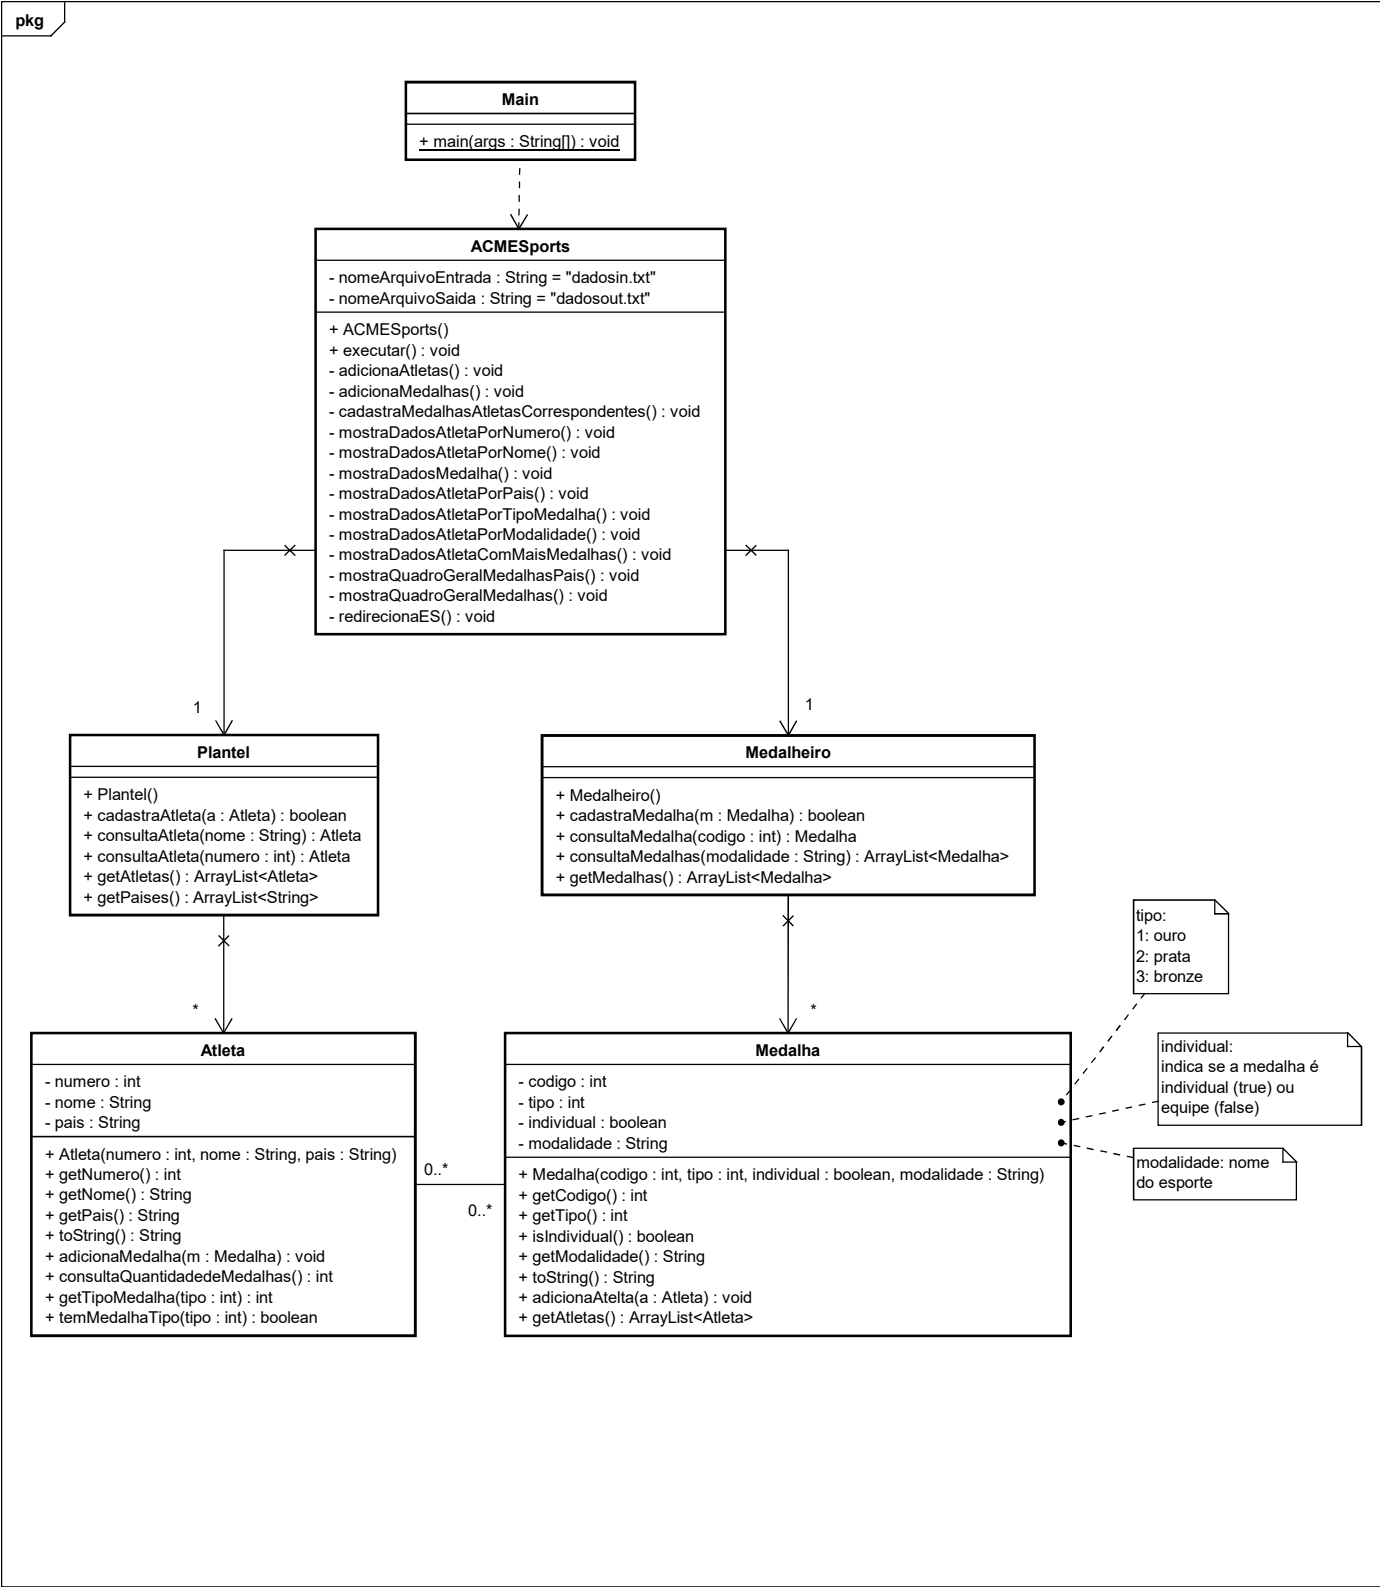 pkg
Main
+ main(args : String[]) : void
ACMESports
- nomeArquivoEntrada : String = "dadosin.txt"
- nomeArquivoSaida : String = "dadosout.txt"
+ ACMESports()
+ executar() : void
- adicionaAtletas() : void
- adicionaMedalhas() : void
- cadastraMedalhasAtletasCorrespondentes() : void
- mostraDadosAtletaPorNumero() : void
- mostraDadosAtletaPorNome() : void
- mostraDadosMedalha() : void
- mostraDadosAtletaPorPais() : void
- mostraDadosAtletaPorTipoMedalha() : void
- mostraDadosAtletaPorModalidade() : void
- mostraDadosAtletaComMaisMedalhas() : void
- mostraQuadroGeralMedalhasPais() : void
- mostraQuadroGeralMedalhas() : void
- redirecionaES() : void
1
1
Plantel
+ Plantel()
+ cadastraAtleta(a : Atleta) : boolean
+ consultaAtleta(nome : String) : Atleta
+ consultaAtleta(numero : int) : Atleta
+ getAtletas() : ArrayList<Atleta>
+ getPaises() : ArrayList<String>
Medalheiro
+ Medalheiro()
+ cadastraMedalha(m : Medalha) : boolean
+ consultaMedalha(codigo : int) : Medalha
+ consultaMedalhas(modalidade : String) : ArrayList<Medalha>
+ getMedalhas() : ArrayList<Medalha>
*
*
Atleta
- numero : int
- nome : String
- pais : String
+ Atleta(numero : int, nome : String, pais : String)
+ getNumero() : int
+ getNome() : String
+ getPais() : String
+ toString() : String
+ adicionaMedalha(m : Medalha) : void
+ consultaQuantidadedeMedalhas() : int
+ getTipoMedalha(tipo : int) : int
+ temMedalhaTipo(tipo : int) : boolean
0..*
0..*
Medalha
- codigo : int
- tipo : int
- individual : boolean
- modalidade : String
+ Medalha(codigo : int, tipo : int, individual : boolean, modalidade : String)
+ getCodigo() : int
+ getTipo() : int
+ isIndividual() : boolean
+ getModalidade() : String
+ toString() : String
+ adicionaAtelta(a : Atleta) : void
+ getAtletas() : ArrayList<Atleta>
tipo:
1: ouro
2: prata
3: bronze
individual:
indica se a medalha é
individual (true) ou
equipe (false)
modalidade: nome
do esporte